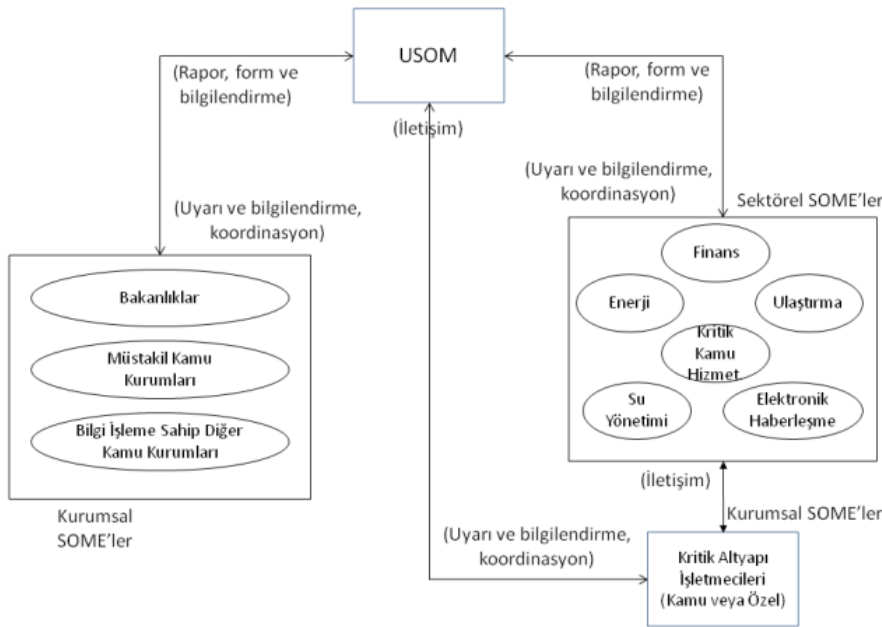 USOM
(Rapor, form ve
bilgilendirme)
(Rapor, form ve
bilgilendirme)
(İletişim)
(Uyarı ve bilgilendirme,
koordinasyon)
(Uyarı ve bilgilendirme,
koordinasyon)
Sektörel SOME'ler
Finans
Enerji
Ulaştırma
Kritik
Kamu
Hizmet
Su
Yönetimi
Elektronik
Haberleşme
Bakanlıklar
Müstakil Kamu
Kurumları
Bilgi İşleme Sahip Diğer
Kamu Kurumları
Kurumsal
SOME'ler
(İletişim)
Kurumsal SOME'ler
(Uyarı ve bilgilendirme,
koordinasyon)
Kritik Altyapı
İşletmecileri
(Kamu veya Özel)